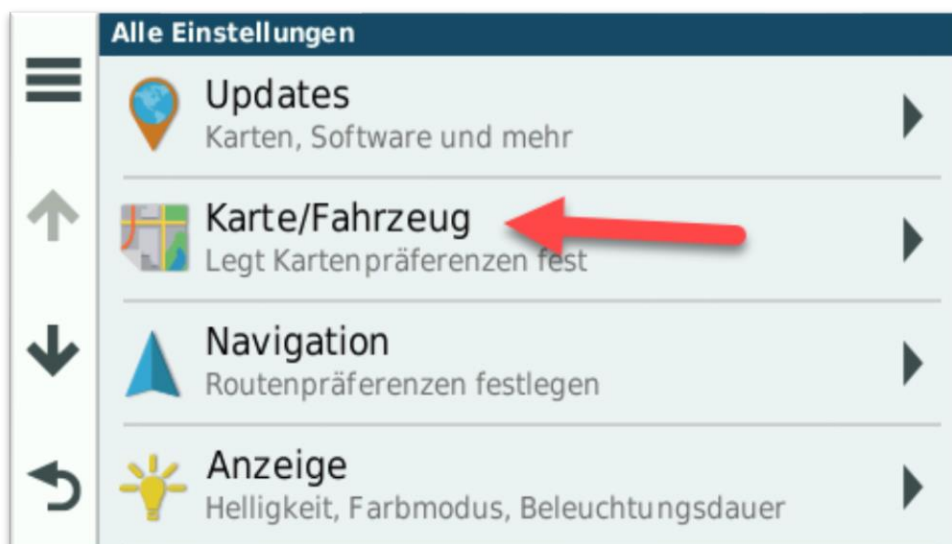 Alle Einstellungen
Updates
Karten, Software und mehr
Karte/Fahrzeug
Legt Kartenpräferenzen fest
Navigation
Routenpräferenzen festlegen
Anzeige
Helligkeit, Farbmodus, Beleuchtungsdauer